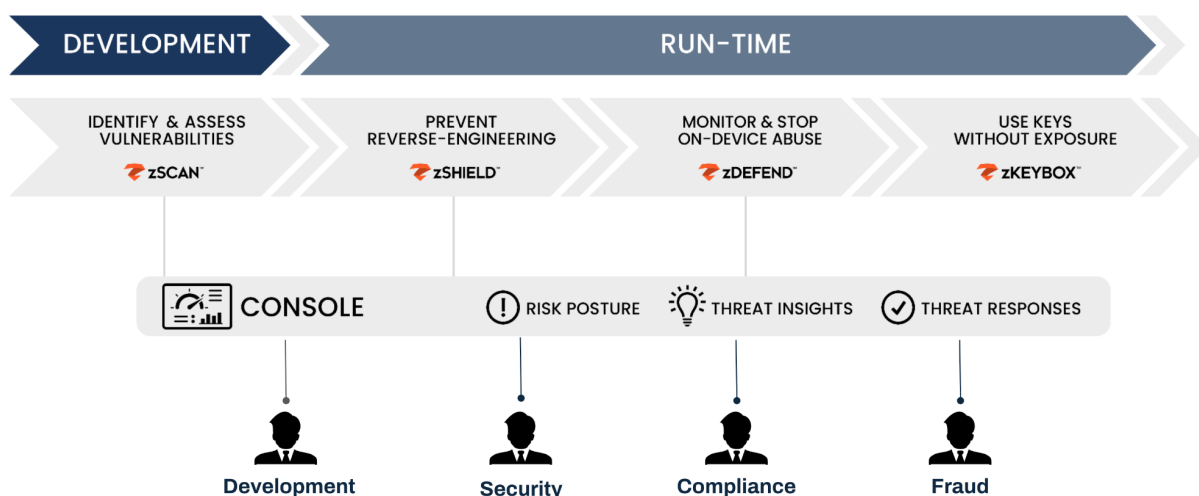 DEVELOPMENT
RUN-TIME
IDENTIFY & ASSESS
VULNERABILITIES
zSCAN™
PREVENT
REVERSE-ENGINEERING
zSHIELD™
MONITOR & STOP
ON-DEVICE ABUSE
zDEFEND™
USE KEYS
WITHOUT EXPOSURE
zKEYBOX™
CONSOLE
RISK POSTURE
THREAT INSIGHTS
THREAT RESPONSES
Development
Security
Compliance
Fraud